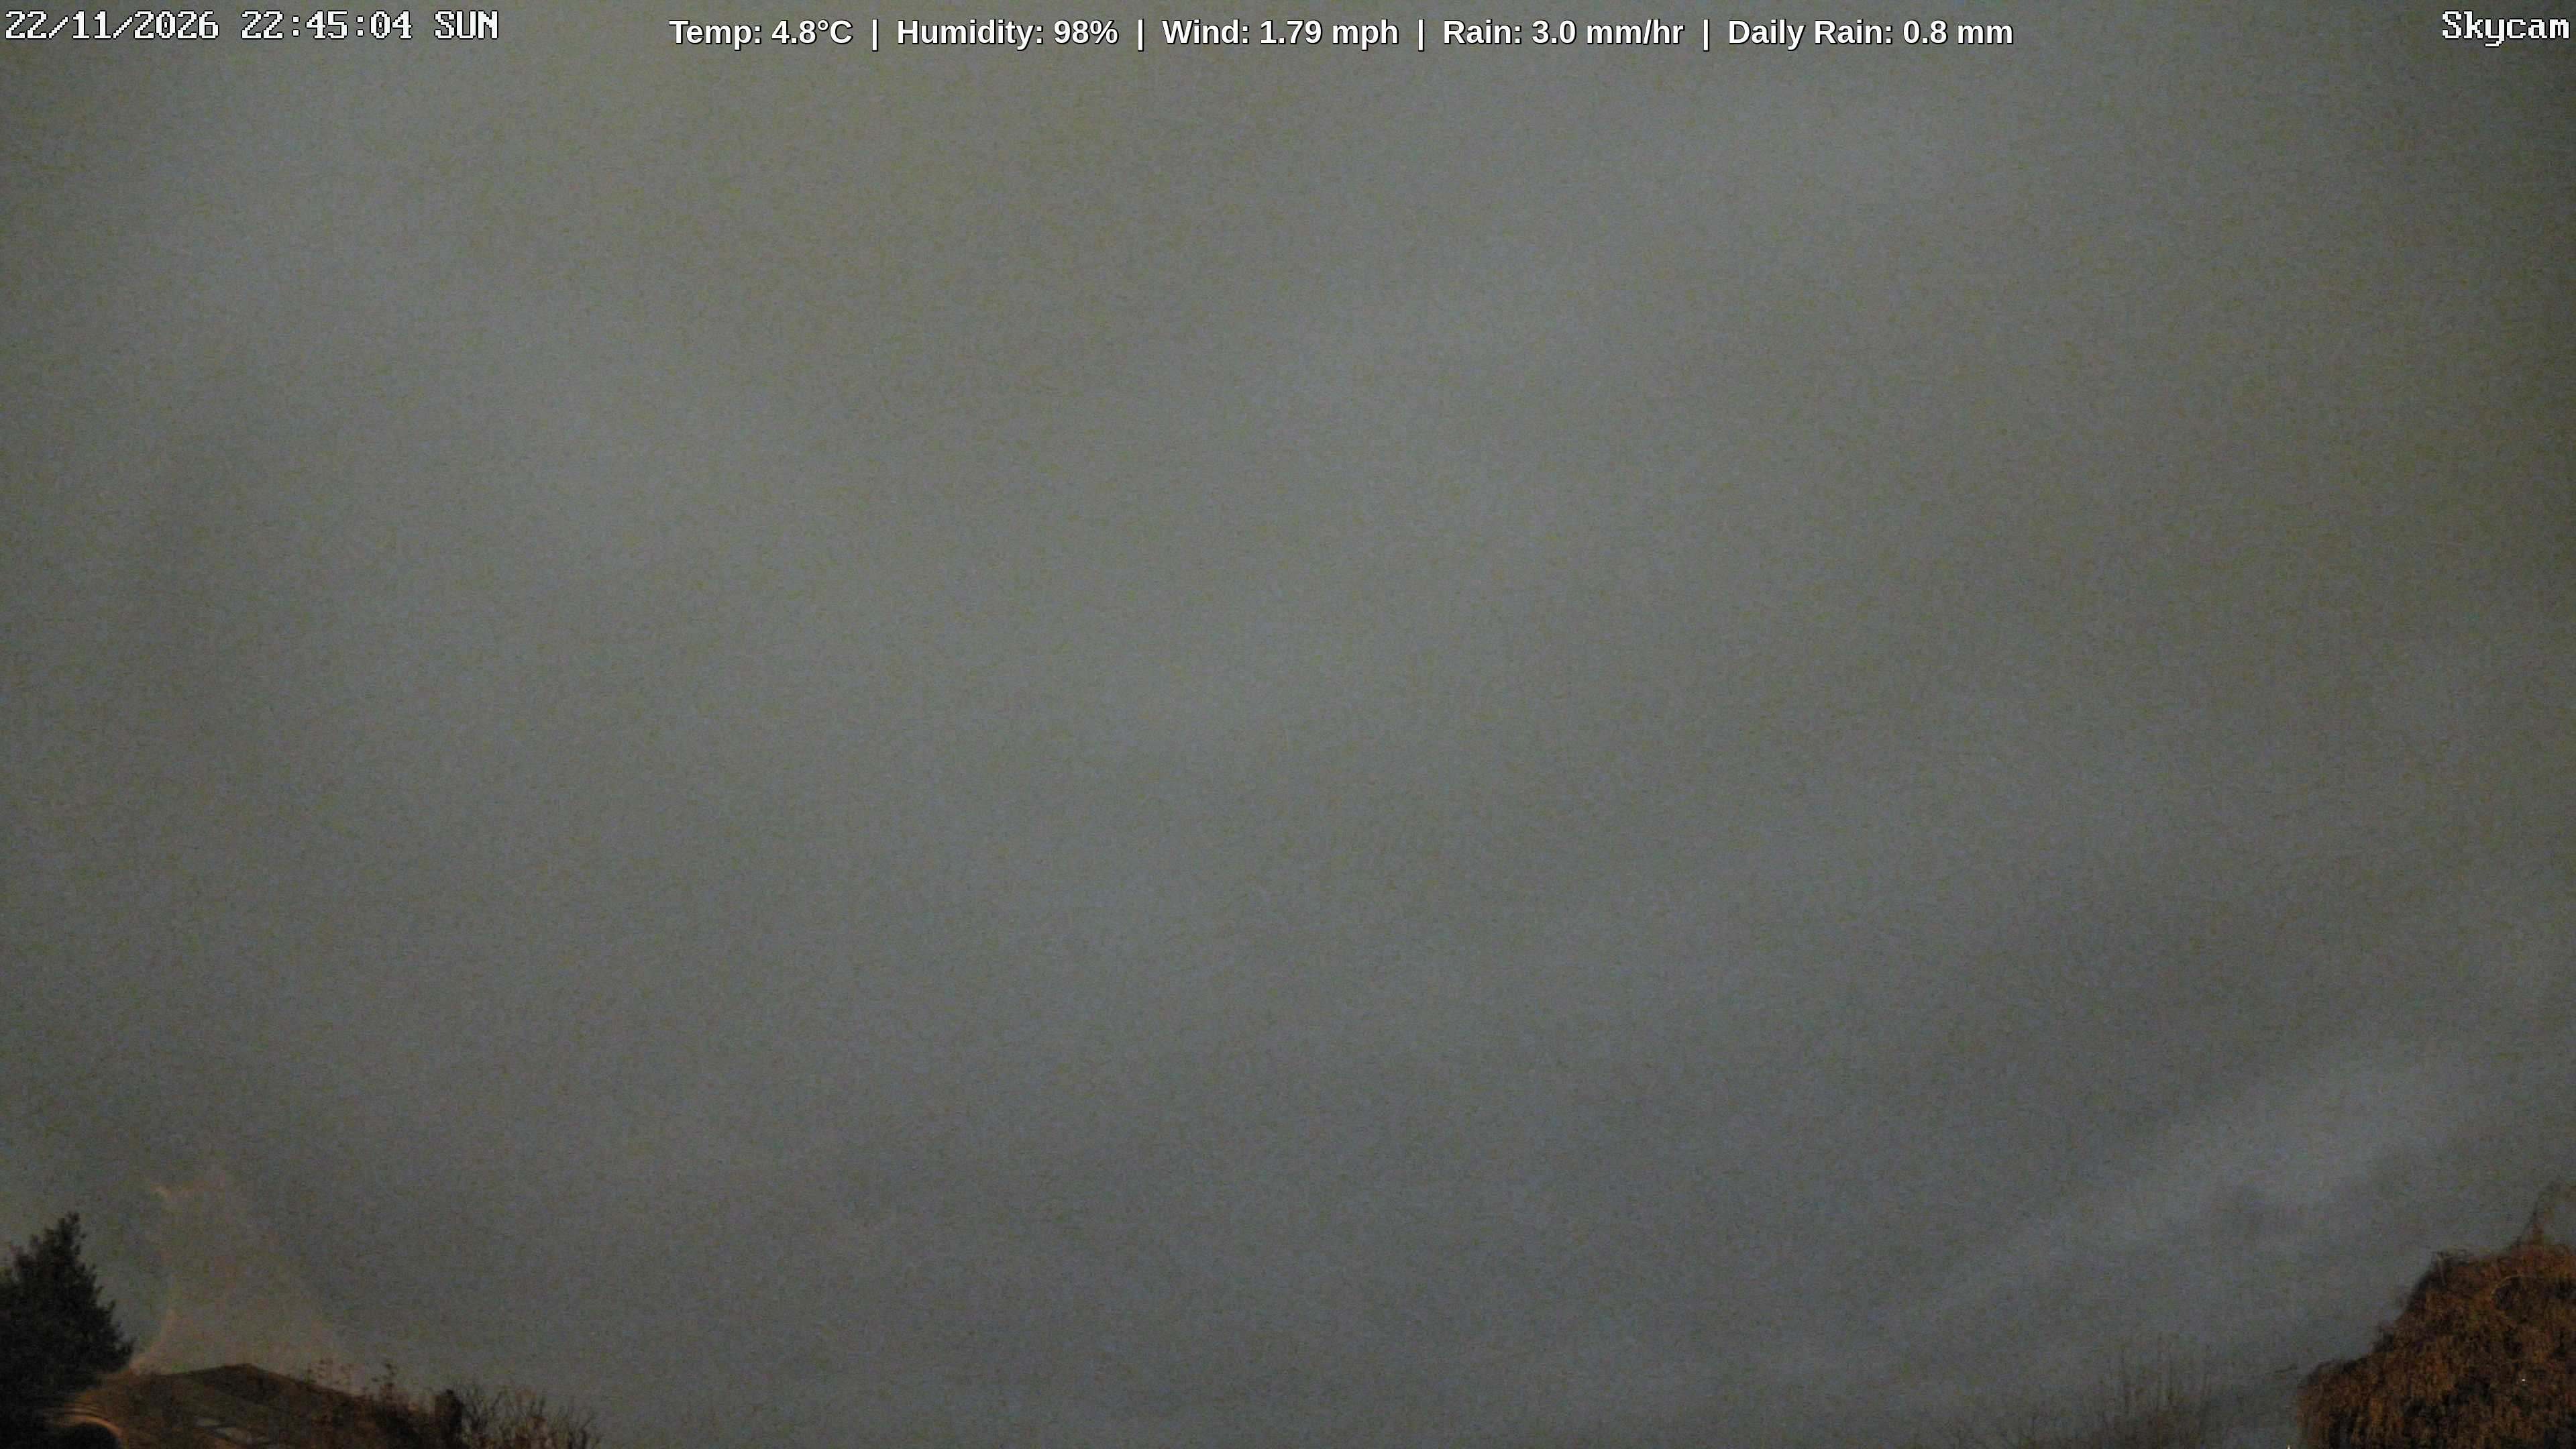 22/11/2026 22:45:04 SUN
Temp: 4.8°C | Humidity: 98% | Wind: 1.79 mph | Rain: 3.0 mm/hr | Daily Rain: 0.8 mm
Skycam